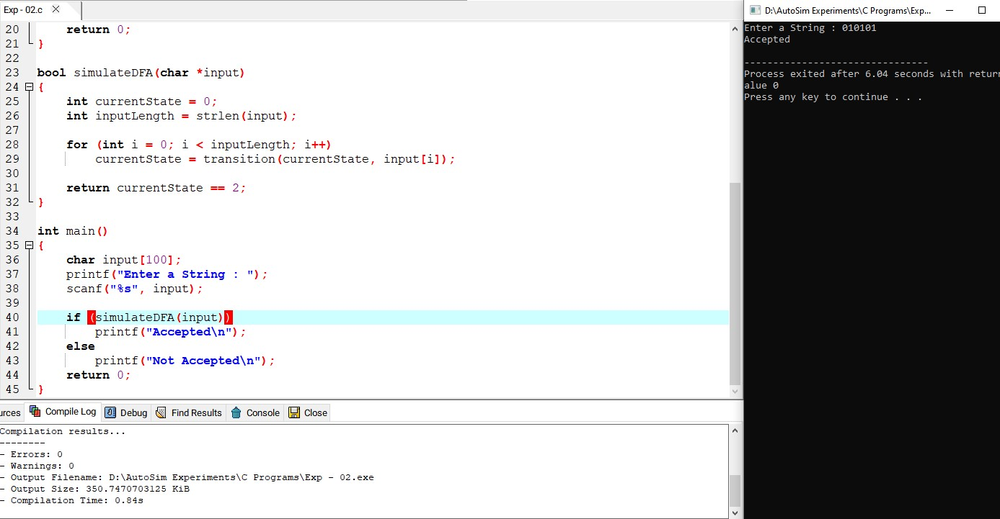 Exp - 02.c
20 return 0;
21 }
22
23 bool simulateDFA(char *input)
24 {
25 int currentState = 0;
26 int inputLength = strlen(input);
27
28 for (int i = 0; i < inputLength; i++)
29 currentState = transition(currentState, input[i]);
30
31 return currentState == 2;
32 }
33
34 int main()
35 {
36 char input[100];
37 printf("Enter a String : ");
38 scanf("%s", input);
39
40 if (simulateDFA(input))
41 printf("Accepted\n");
42 else
43 printf("Not Accepted\n");
44 return 0;
45 }
urces Compile Log Debug Find Results Console Close
Compilation results...
--------
- Errors: 0
- Warnings: 0
- Output Filename: D:\AutoSim Experiments\C Programs\Exp - 02.exe
- Output Size: 350.7470703125 KiB
- Compilation Time: 0.84s
D:\AutoSim Experiments\C Programs\Exp...
Enter a String : 010101
Accepted
--------------------------------
Process exited after 6.04 seconds with return
alue 0
Press any key to continue . . .